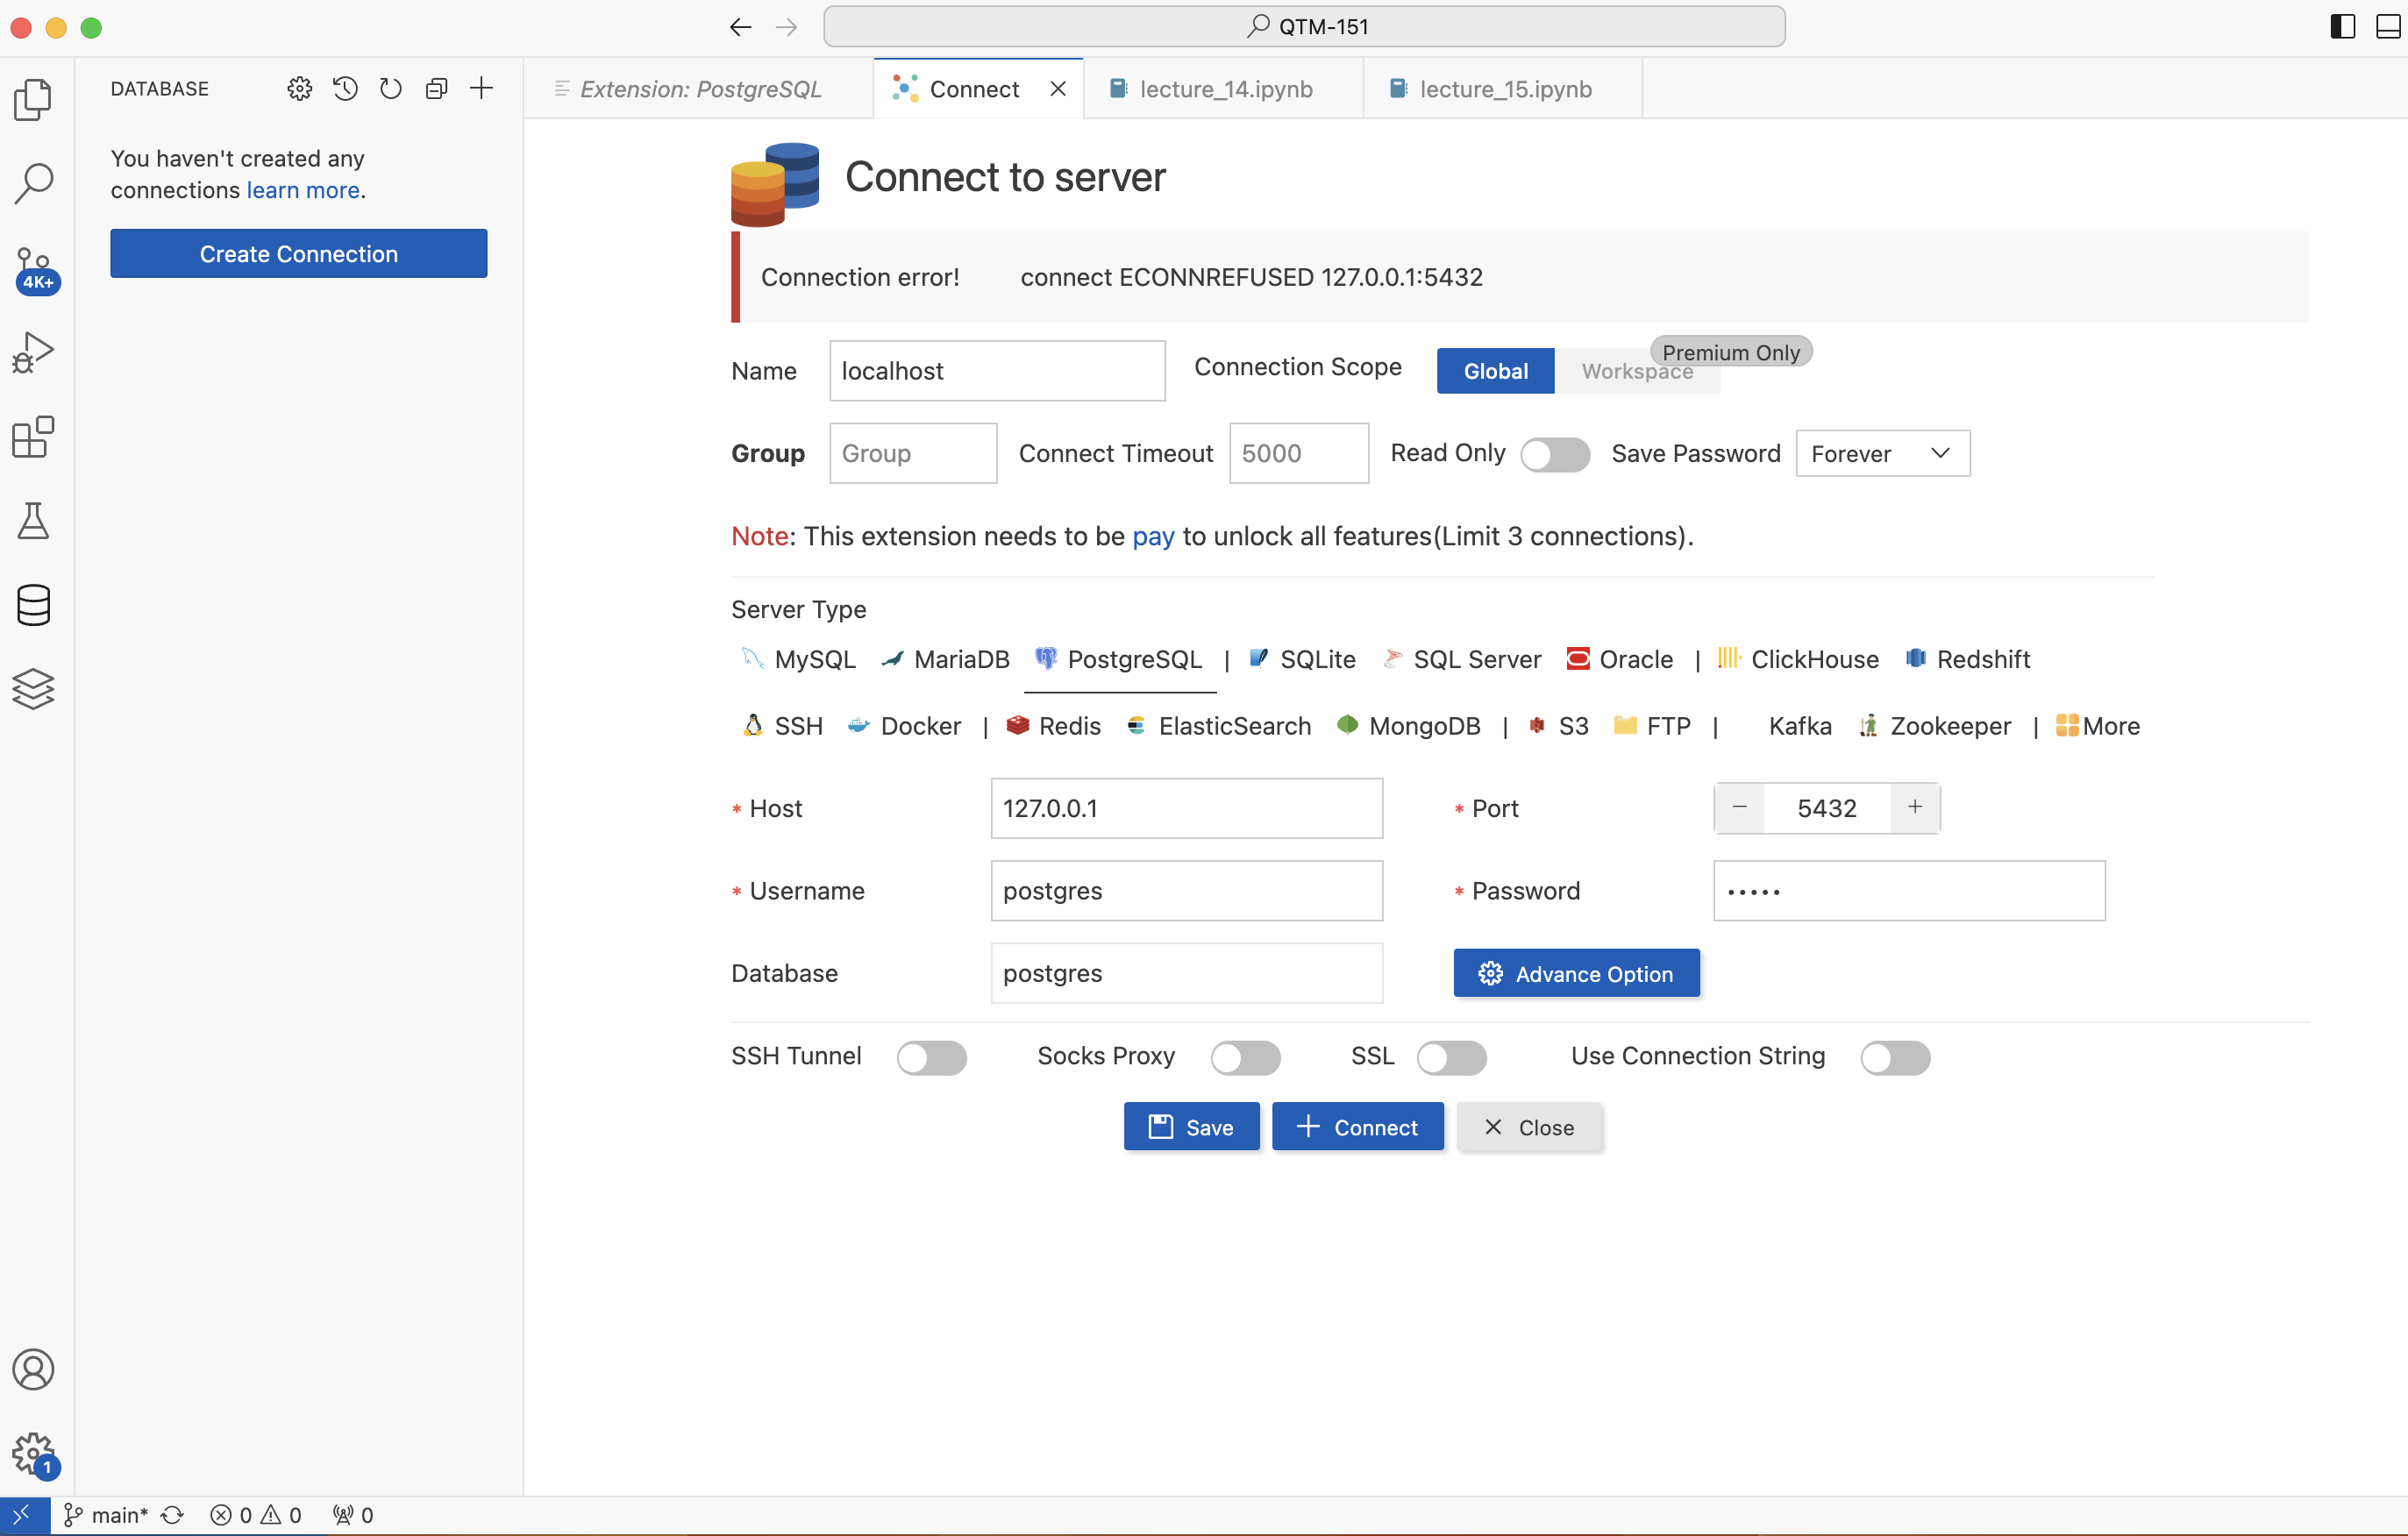 QTM-151
DATABASE
Extension: PostgreSQL
Connect
lecture_14.ipynb
lecture_15.ipynb
You haven't created any
connections learn more.
Create Connection
4K+
Connect to server
Connection error! connect ECONNREFUSED 127.0.0.1:5432
Name localhost Connection Scope Global Workspace Premium Only
Group Group Connect Timeout 5000 Read Only Save Password Forever
Note: This extension needs to be pay to unlock all features(Limit 3 connections).
Server Type
MySQL MariaDB PostgreSQL | SQLite SQL Server Oracle | ClickHouse Redshift
SSH Docker | Redis ElasticSearch MongoDB | S3 FTP | Kafka Zookeeper | More
* Host 127.0.0.1 * Port − 5432 +
* Username postgres * Password •••••
Database postgres Advance Option
SSH Tunnel Socks Proxy SSL Use Connection String
Save Connect Close
1
main* 0 0 0